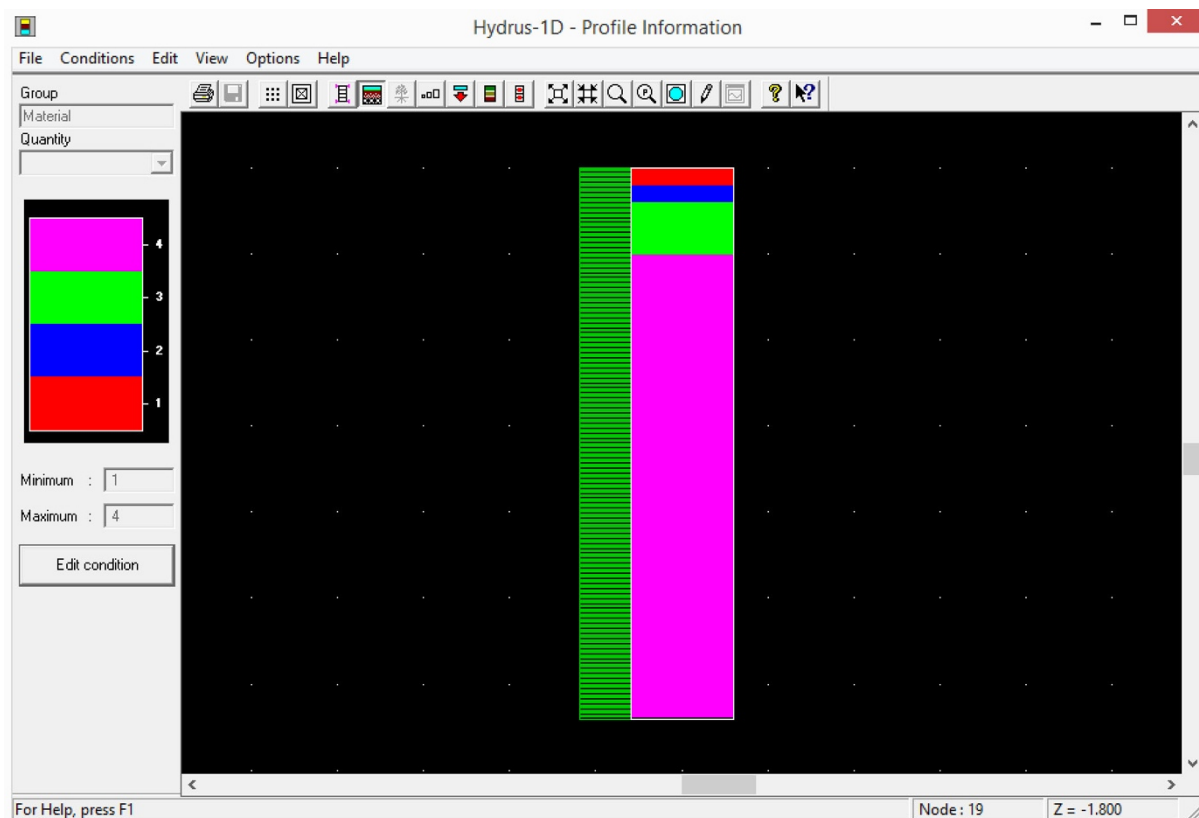 Hydrus-1D - Profile Information
File Conditions Edit View Options Help
Group
Material
Quantity
4
3
2
1
Minimum : 1
Maximum : 4
Edit condition
For Help, press F1
Node : 19
Z = -1.800